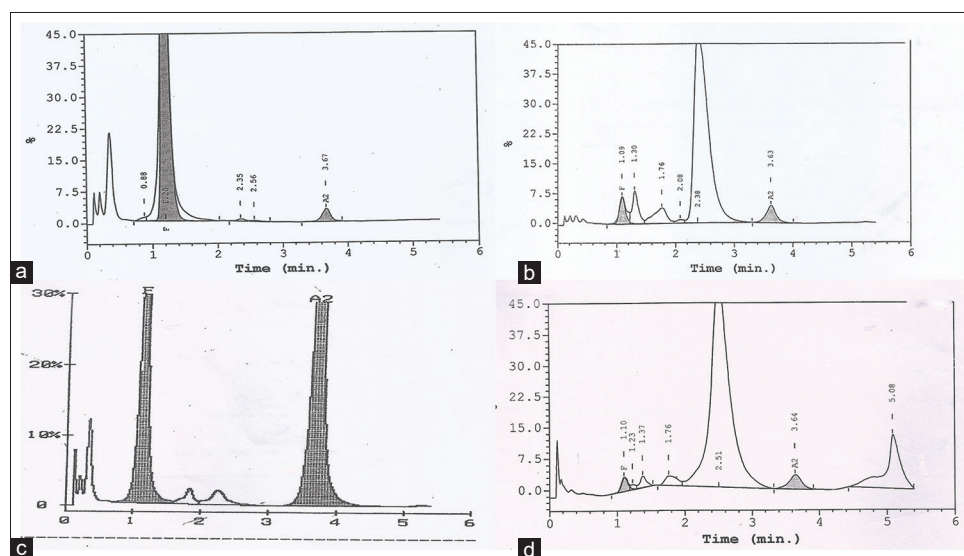 45.0
37.5
30.0
22.5
15.0
7.5
0.0
%
0.88
1.20
F
2.35
2.56
3.67
A2
0 1 2 3 4 5 6
Time (min.)
a
45.0
37.5
30.0
22.5
15.0
7.5
0.0
%
F
1.09
1.30
1.76
2.08
2.38
3.63
A2
0 1 2 3 4 5 6
Time (min.)
b
30%
20%
10%
0
F
A2
0 1 2 3 4 5 6
c
45.0
37.5
30.0
22.5
15.0
7.5
0.0
F
1.10
1.23
1.37
1.76
2.51
3.64
A2
5.08
0 1 2 3 4 5 6
Time (min.)
d